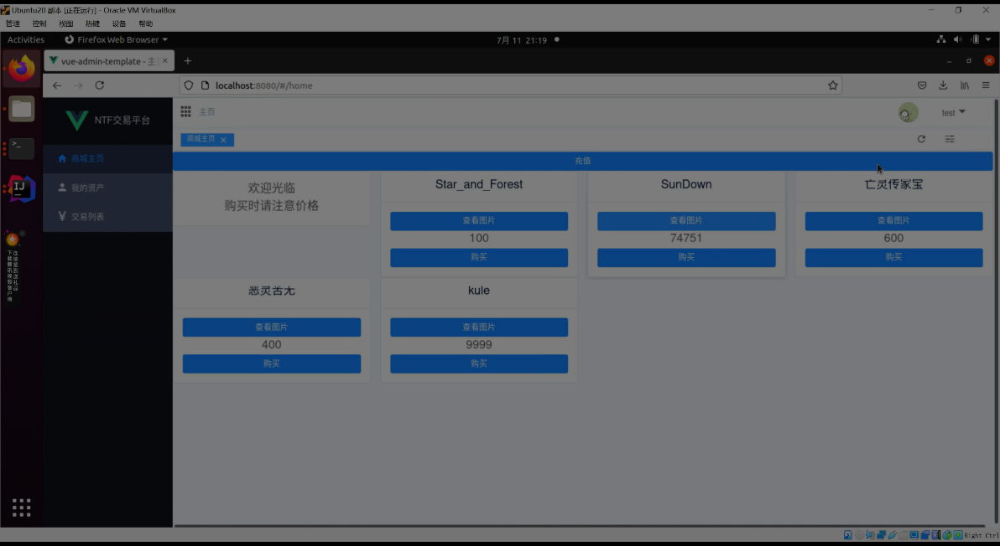 Ubuntu20 副本 [正在运行] - Oracle VM VirtualBox
管理 控制 视图 热键 设备 帮助
Activities Firefox Web Browser 7月 11 21:19
vue-admin-template - 主
localhost:8080/#/home
NTF交易平台
主页
test
商城主页
充值
商城主页
我的资产
交易列表
欢迎光临
购买时请注意价格
Star_and_Forest
查看图片
100
购买
SunDown
查看图片
74751
购买
亡灵传家宝
查看图片
600
购买
恶灵古尢
查看图片
400
购买
kule
查看图片
9999
购买
Right Ctrl